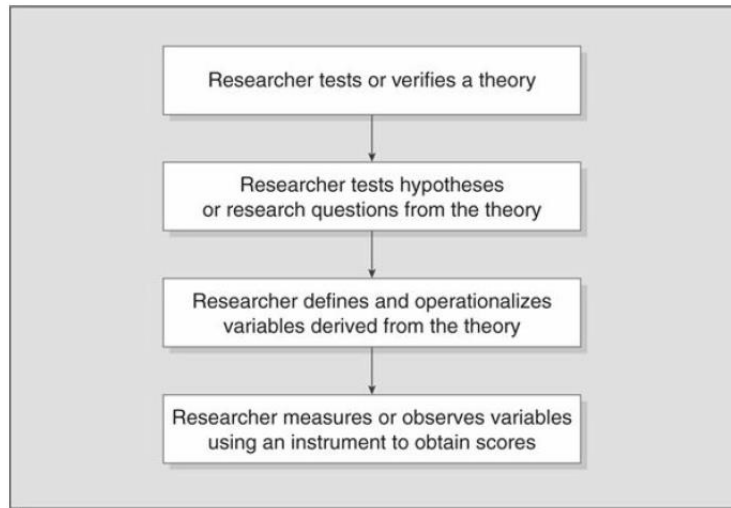 Researcher tests or verifies a theory
Researcher tests hypotheses
or research questions from the theory
Researcher defines and operationalizes
variables derived from the theory
Researcher measures or observes variables
using an instrument to obtain scores